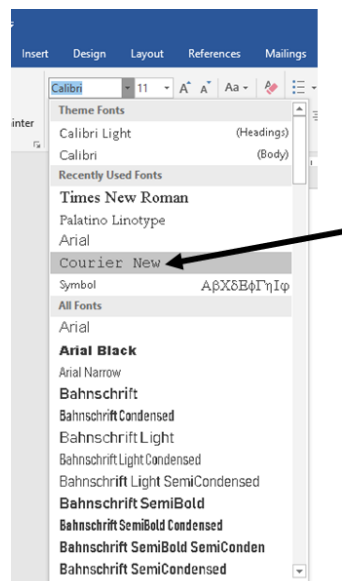 Insert Design Layout References Mailings
Calibri 11 A A Aa
inter
Theme Fonts
Calibri Light (Headings)
Calibri (Body)
Recently Used Fonts
Times New Roman
Palatino Linotype
Arial
Courier New
Symbol ΑβΧδΕϕΓηΙφ
All Fonts
Arial
Arial Black
Arial Narrow
Bahnschrift
Bahnschrift Condensed
Bahnschrift Light
Bahnschrift Light Condensed
Bahnschrift Light SemiCondensed
Bahnschrift SemiBold
Bahnschrift SemiBold Condensed
Bahnschrift SemiBold SemiConden
Bahnschrift SemiCondensed